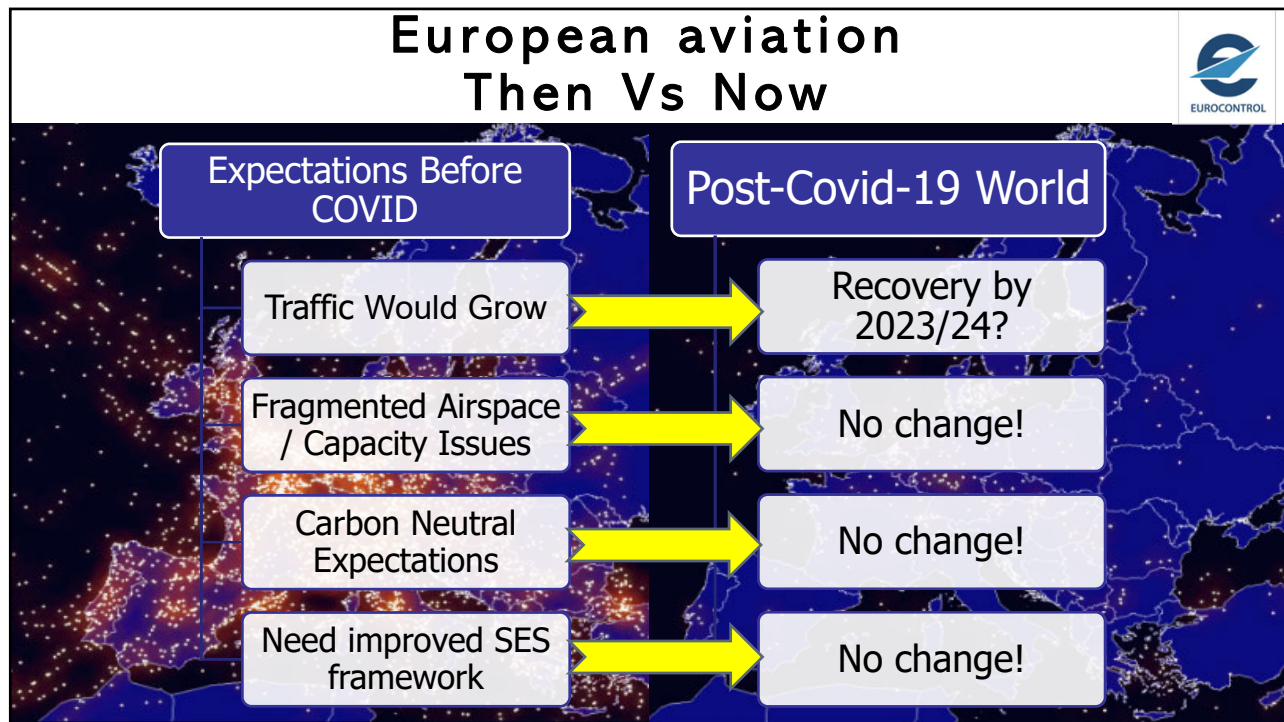 European aviation
Then Vs Now
EUROCONTROL
Expectations Before
COVID
Traffic Would Grow
Fragmented Airspace
/ Capacity Issues
Carbon Neutral
Expectations
Need improved SES
framework
Post-Covid-19 World
Recovery by
2023/24?
No change!
No change!
No change!